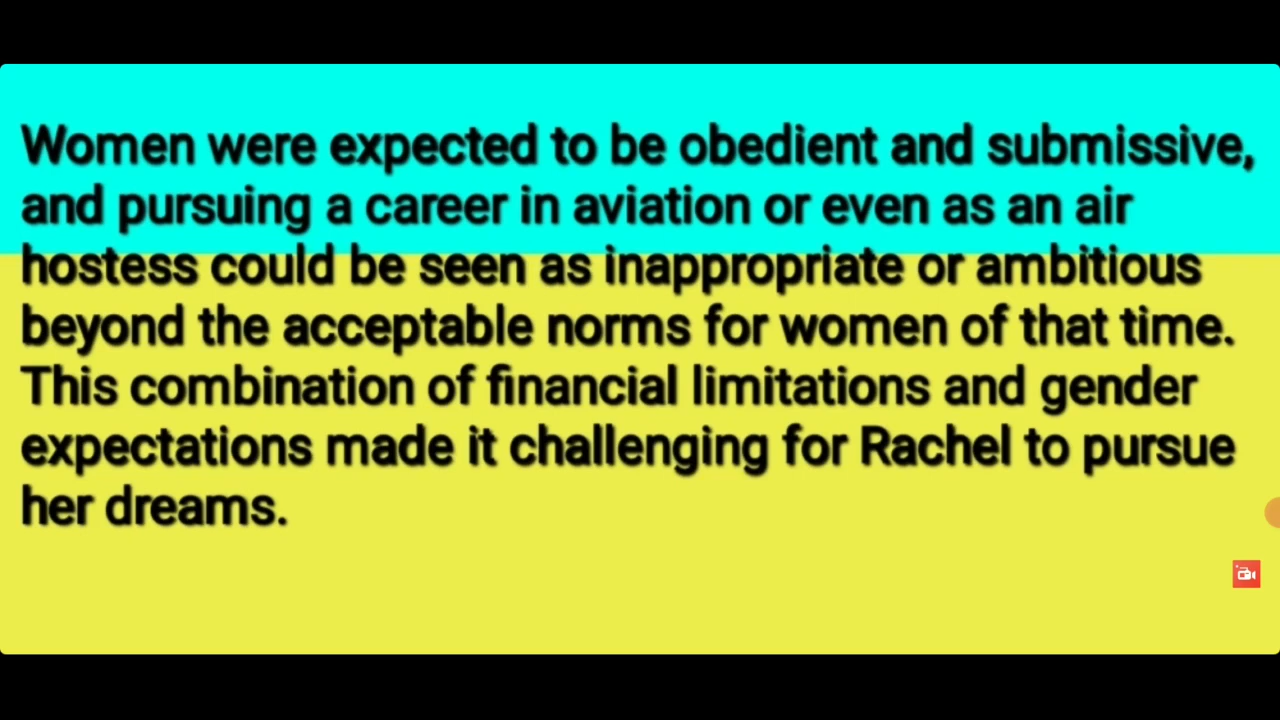 Women were expected to be obedient and submissive,
and pursuing a career in aviation or even as an air
hostess could be seen as inappropriate or ambitious
beyond the acceptable norms for women of that time.
This combination of financial limitations and gender
expectations made it challenging for Rachel to pursue
her dreams.